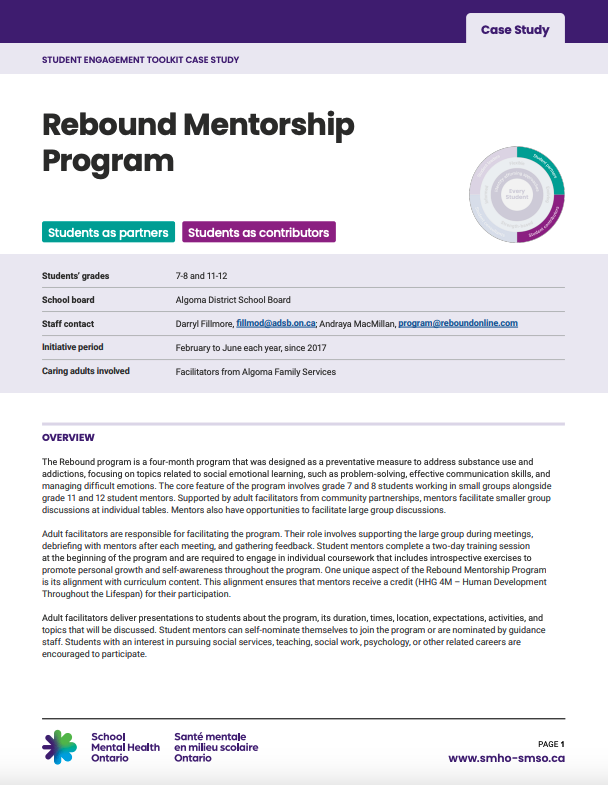 Case Study
STUDENT ENGAGEMENT TOOLKIT CASE STUDY
Rebound Mentorship
Program
Every
Student
Students as partners Students as contributors
Students' grades 7-8 and 11-12
School board Algoma District School Board
Staff contact Darryl Fillmore, fillmod@adsb.on.ca; Andraya MacMillan, program@reboundonline.com
Initiative period February to June each year, since 2017
Caring adults involved Facilitators from Algoma Family Services
OVERVIEW
The Rebound program is a four-month program that was designed as a preventative measure to address substance use and
addictions, focusing on topics related to social emotional learning, such as problem-solving, effective communication skills, and
managing difficult emotions. The core feature of the program involves grade 7 and 8 students working in small groups alongside
grade 11 and 12 student mentors. Supported by adult facilitators from community partnerships, mentors facilitate smaller group
discussions at individual tables. Mentors also have opportunities to facilitate large group discussions.
Adult facilitators are responsible for facilitating the program. Their role involves supporting the large group during meetings,
debriefing with mentors after each meeting, and gathering feedback. Student mentors complete a two-day training session
at the beginning of the program and are required to engage in individual coursework that includes introspective exercises to
promote personal growth and self-awareness throughout the program. One unique aspect of the Rebound Mentorship Program
is its alignment with curriculum content. This alignment ensures that mentors receive a credit (HHG 4M – Human Development
Throughout the Lifespan) for their participation.
Adult facilitators deliver presentations to students about the program, its duration, times, location, expectations, activities, and
topics that will be discussed. Student mentors can self-nominate themselves to join the program or are nominated by guidance
staff. Students with an interest in pursuing social services, teaching, social work, psychology, or other related careers are
encouraged to participate.
School
Mental Health
Ontario
Santé mentale
en milieu scolaire
Ontario
PAGE 1
www.smho-smso.ca